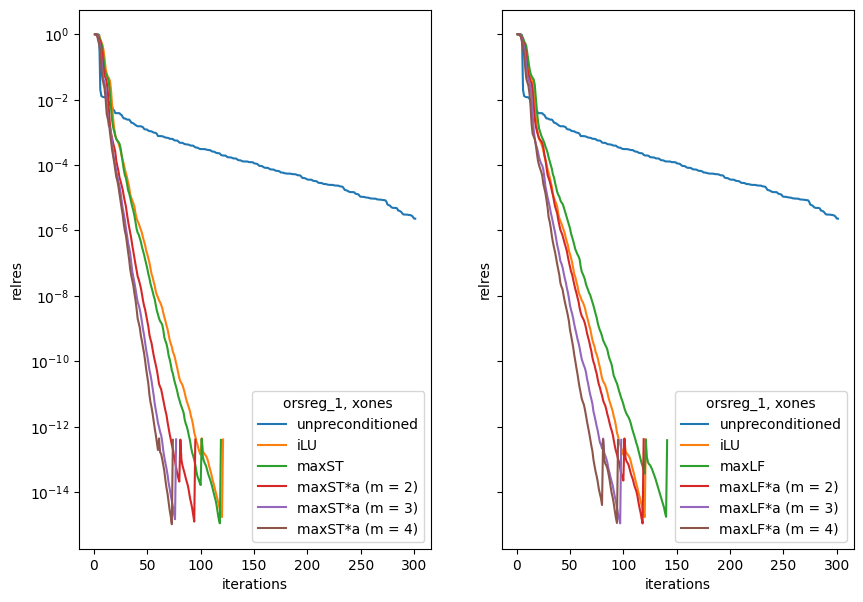 10⁰
10⁻²
10⁻⁴
10⁻⁶
10⁻⁸
10⁻¹⁰
10⁻¹²
10⁻¹⁴
relres
0 50 100 150 200 250 300
iterations
orsreg_1, xones
unpreconditioned
iLU
maxST
maxST*a (m = 2)
maxST*a (m = 3)
maxST*a (m = 4)
relres
0 50 100 150 200 250 300
iterations
orsreg_1, xones
unpreconditioned
iLU
maxLF
maxLF*a (m = 2)
maxLF*a (m = 3)
maxLF*a (m = 4)